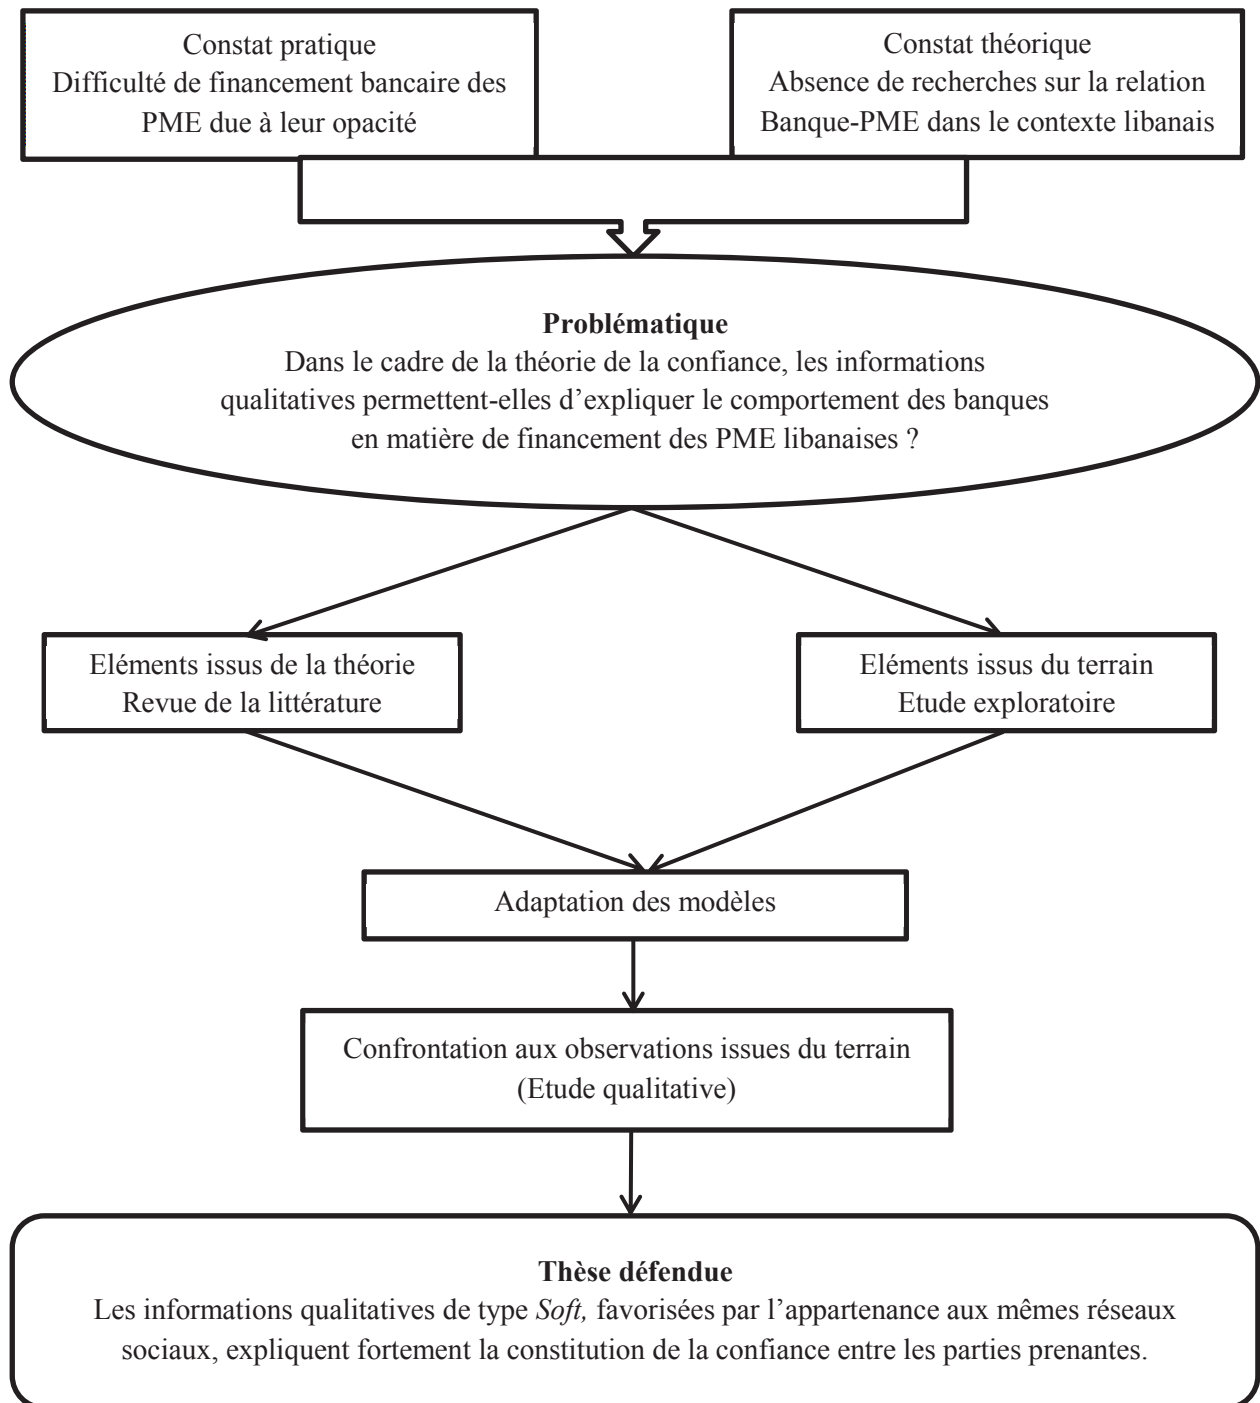 Constat pratique
Difficulté de financement bancaire des
PME due à leur opacité
Constat théorique
Absence de recherches sur la relation
Banque-PME dans le contexte libanais
Problématique
Dans le cadre de la théorie de la confiance, les informations
qualitatives permettent-elles d’expliquer le comportement des banques
en matière de financement des PME libanaises ?
Eléments issus de la théorie
Revue de la littérature
Eléments issus du terrain
Etude exploratoire
Adaptation des modèles
Confrontation aux observations issues du terrain
(Etude qualitative)
Thèse défendue
Les informations qualitatives de type Soft, favorisées par l’appartenance aux mêmes réseaux
sociaux, expliquent fortement la constitution de la confiance entre les parties prenantes.